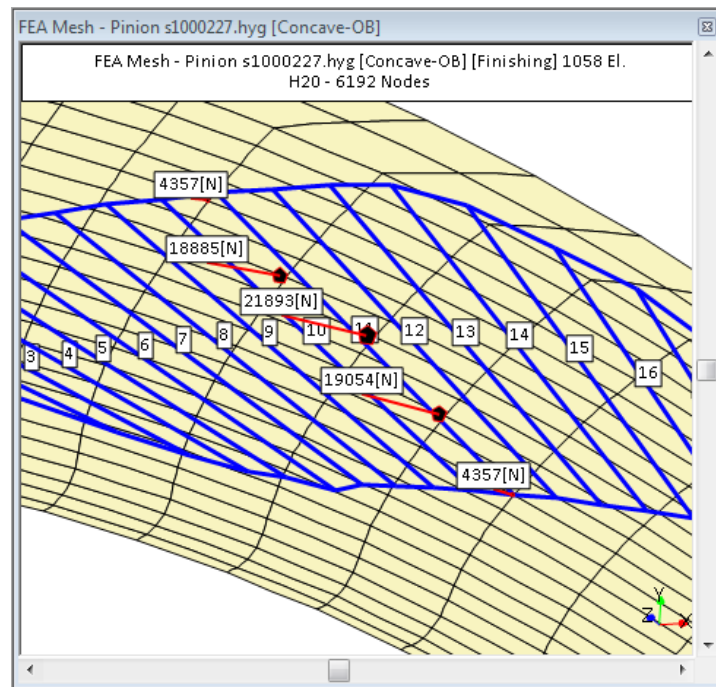 FEA Mesh - Pinion s1000227.hyg [Concave-OB]
FEA Mesh - Pinion s1000227.hyg [Concave-OB] [Finishing] 1058 El.
H20 - 6192 Nodes
4357[N]
18885[N]
21893[N]
3 4 5 6 7 8 9 10 11 12 13 14 15 16
19054[N]
4357[N]
Y
Z X